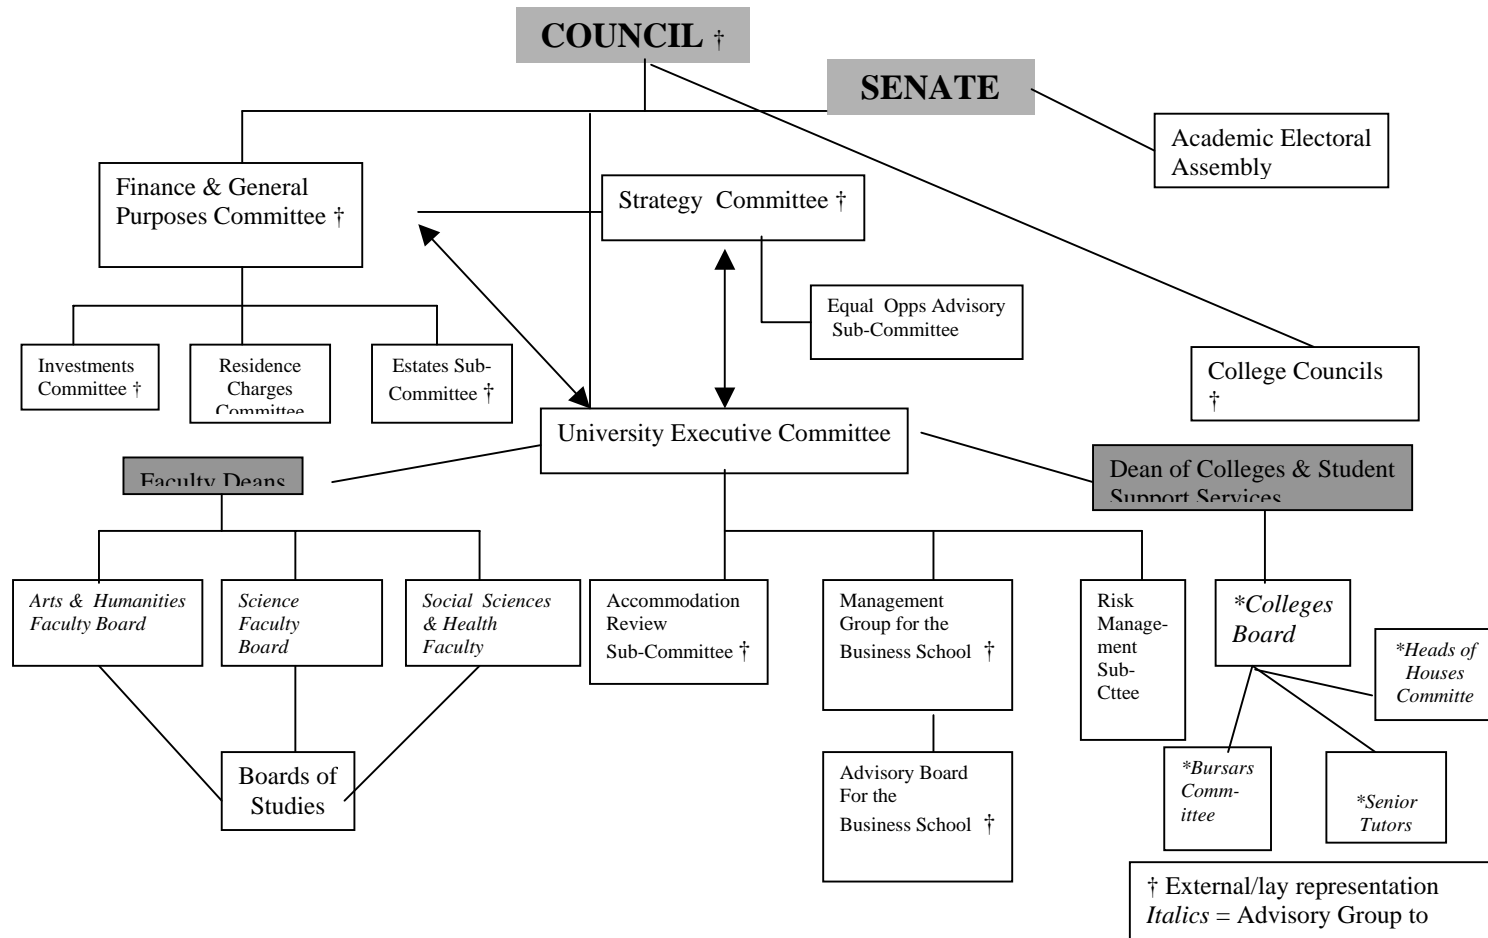 COUNCIL †
SENATE
Academic Electoral
Assembly
Finance & General
Purposes Committee †
Strategy Committee †
Equal Opps Advisory
Sub-Committee
Investments
Committee †
Residence
Charges
Committee
Estates Sub-
Committee †
College Councils
†
University Executive Committee
Faculty Deans
Dean of Colleges & Student
Support Services
Arts & Humanities
Faculty Board
Science
Faculty
Board
Social Sciences
& Health
Faculty
Accommodation
Review
Sub-Committee †
Management
Group for the
Business School †
Risk
Manage-
ment
Sub-
Cttee
*Colleges
Board
*Heads of
Houses
Committe
Boards of
Studies
Advisory Board
For the
Business School †
*Bursars
Comm-
ittee
*Senior
Tutors
† External/lay representation
Italics = Advisory Group to